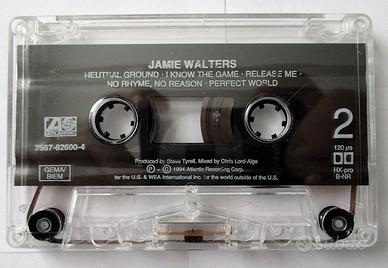 JAMIE WALTERS
NEUTRAL GROUND · I KNOW THE GAME · RELEASE ME ·
NO RHYME, NO REASON · PERFECT WORLD
ATLANTIC
7567-82600-4
2
120 µs
GEMA/
BIEM
HX-pro
B-NR
Produced by Steve Tyrell. Mixed by Chris Lord-Alge
℗ © 1994 Atlantic Recording Corp.
for the U.S. & WEA International Inc. for the world outside of the U.S.